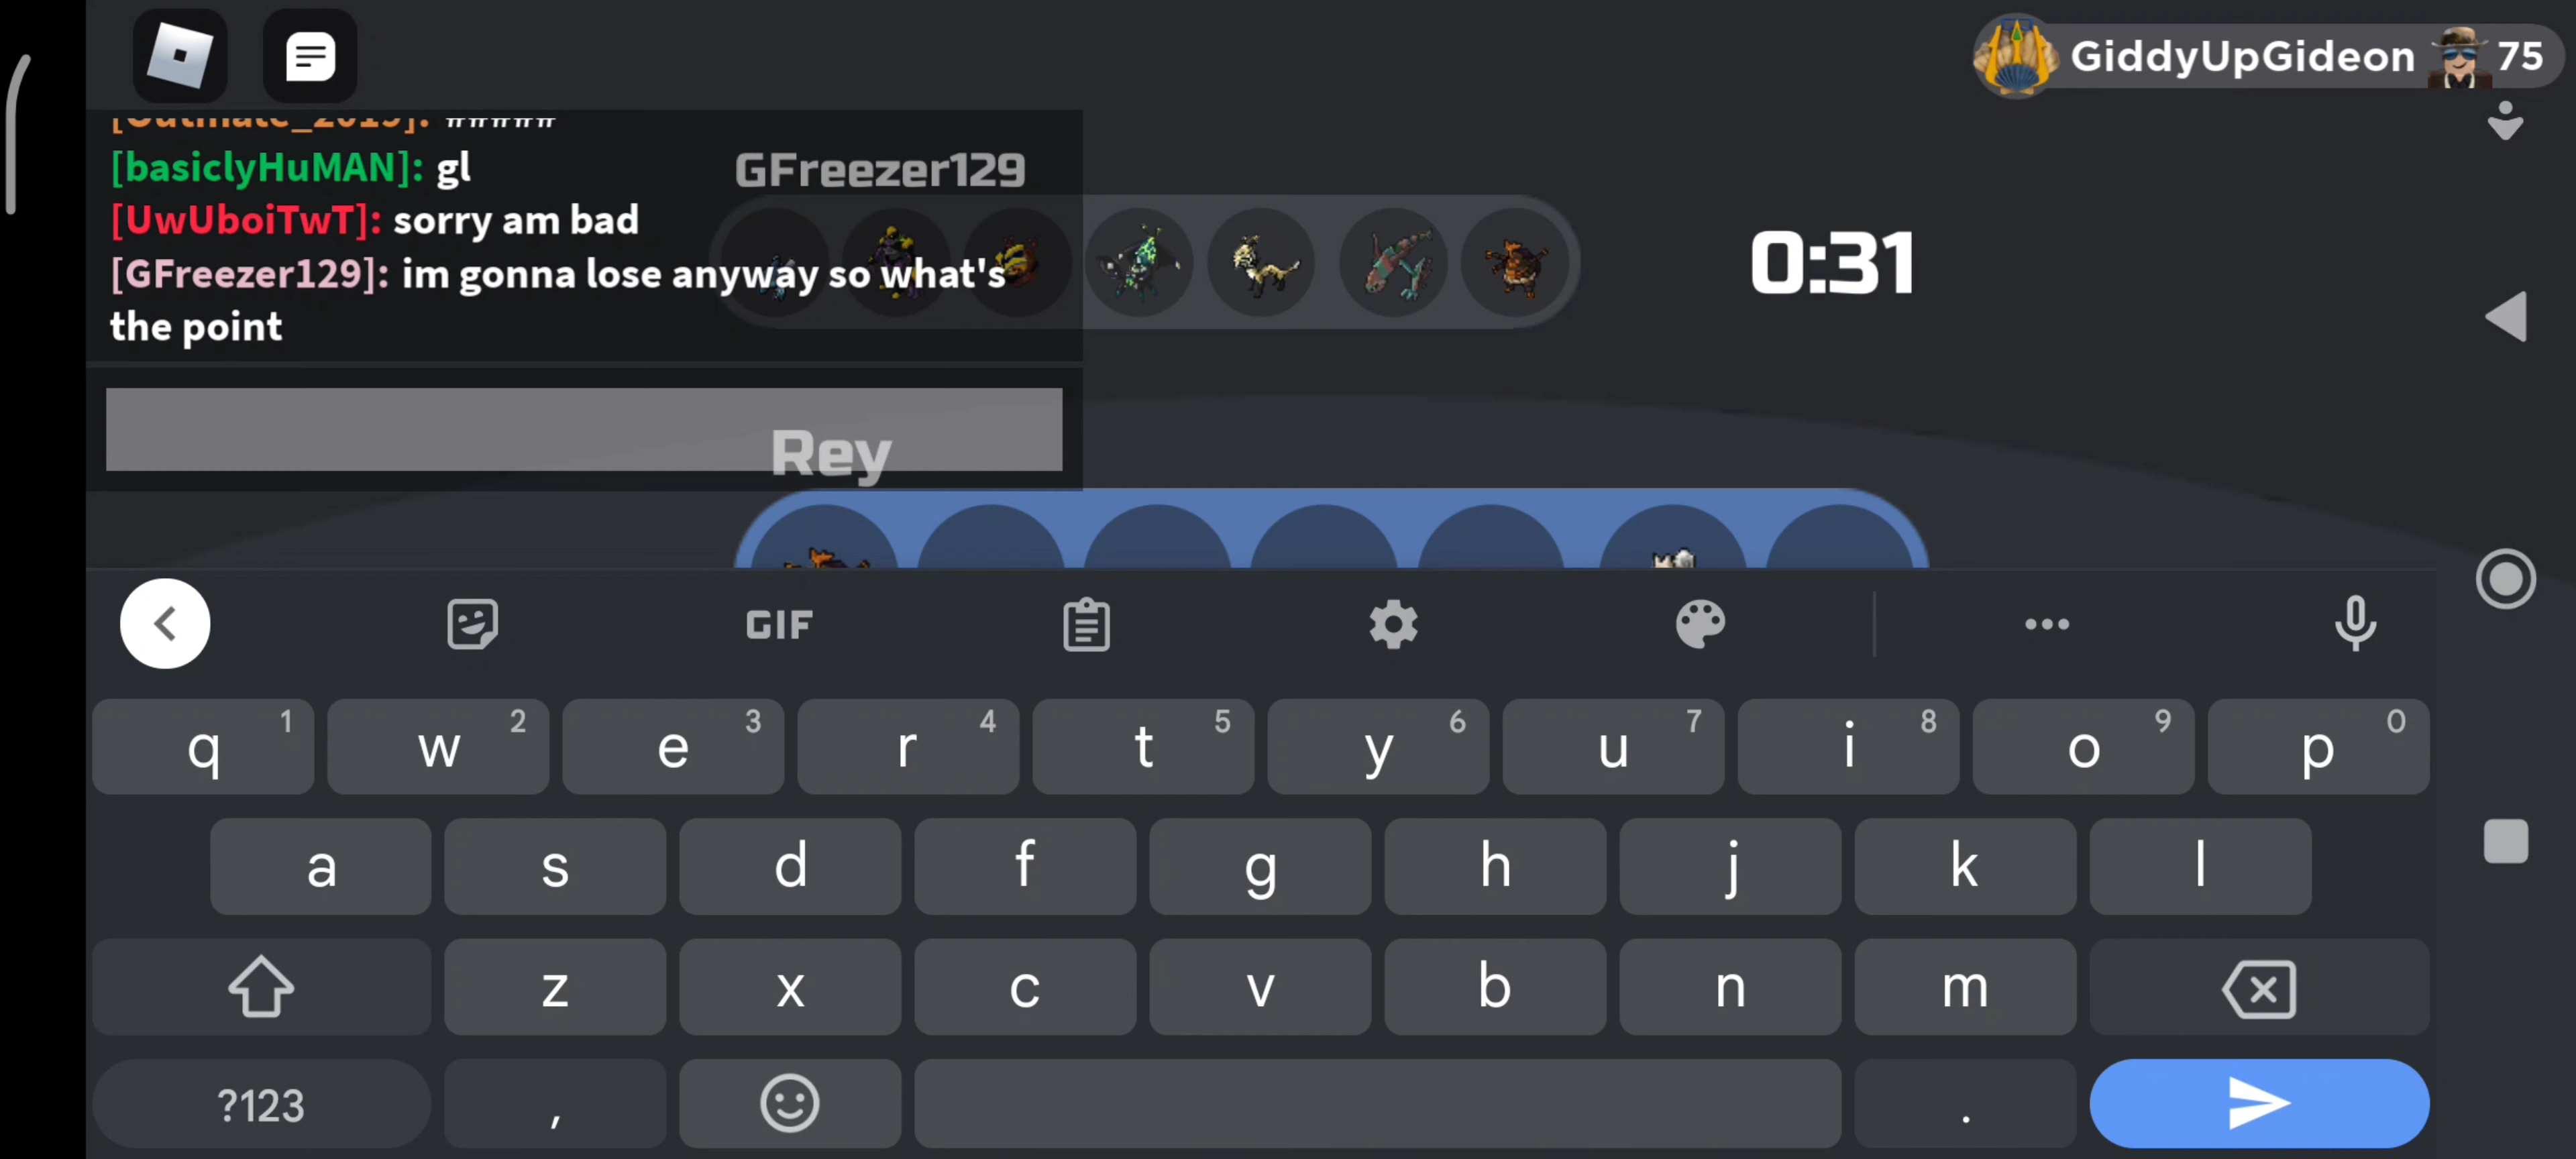 GiddyUpGideon 75
#####
[basiclyHuMAN]: gl
[UwUboiTwT]: sorry am bad
[GFreezer129]: im gonna lose anyway so what's
the point
GFreezer129
0:31
Rey
GIF
q 1 w 2 e 3 r 4 t 5 y 6 u 7 i 8 o 9 p 0
a s d f g h j k l
z x c v b n m
?123 , .